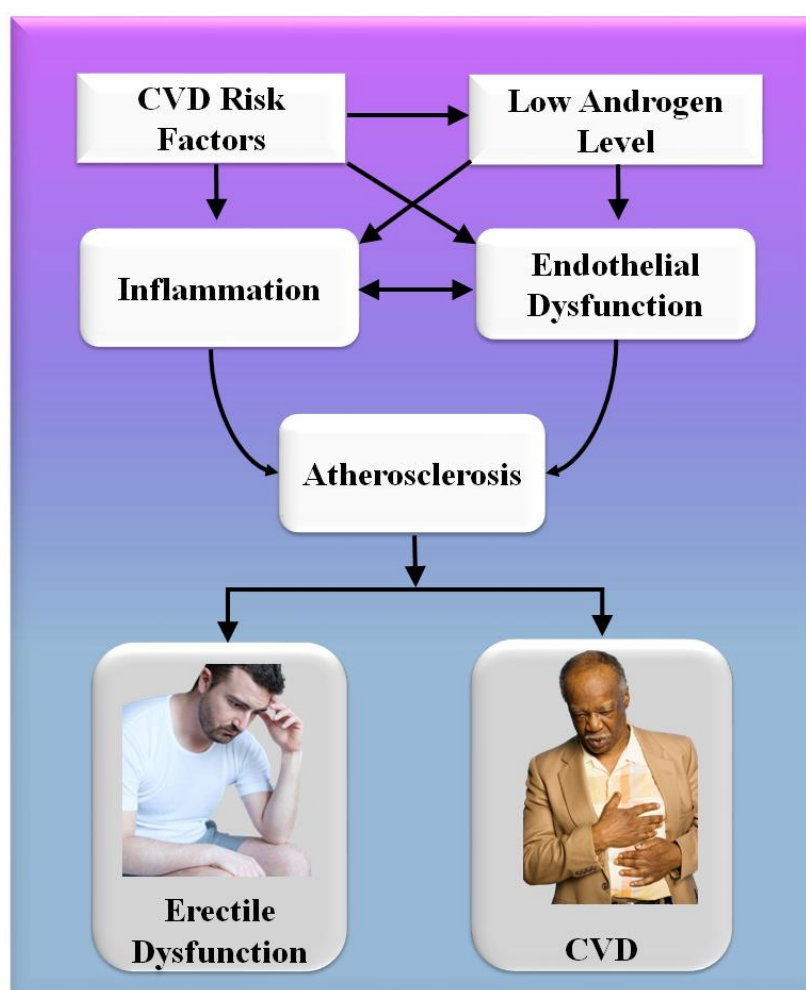 CVD Risk
Factors
Low Androgen
Level
Inflammation
Endothelial
Dysfunction
Atherosclerosis
Erectile
Dysfunction
CVD